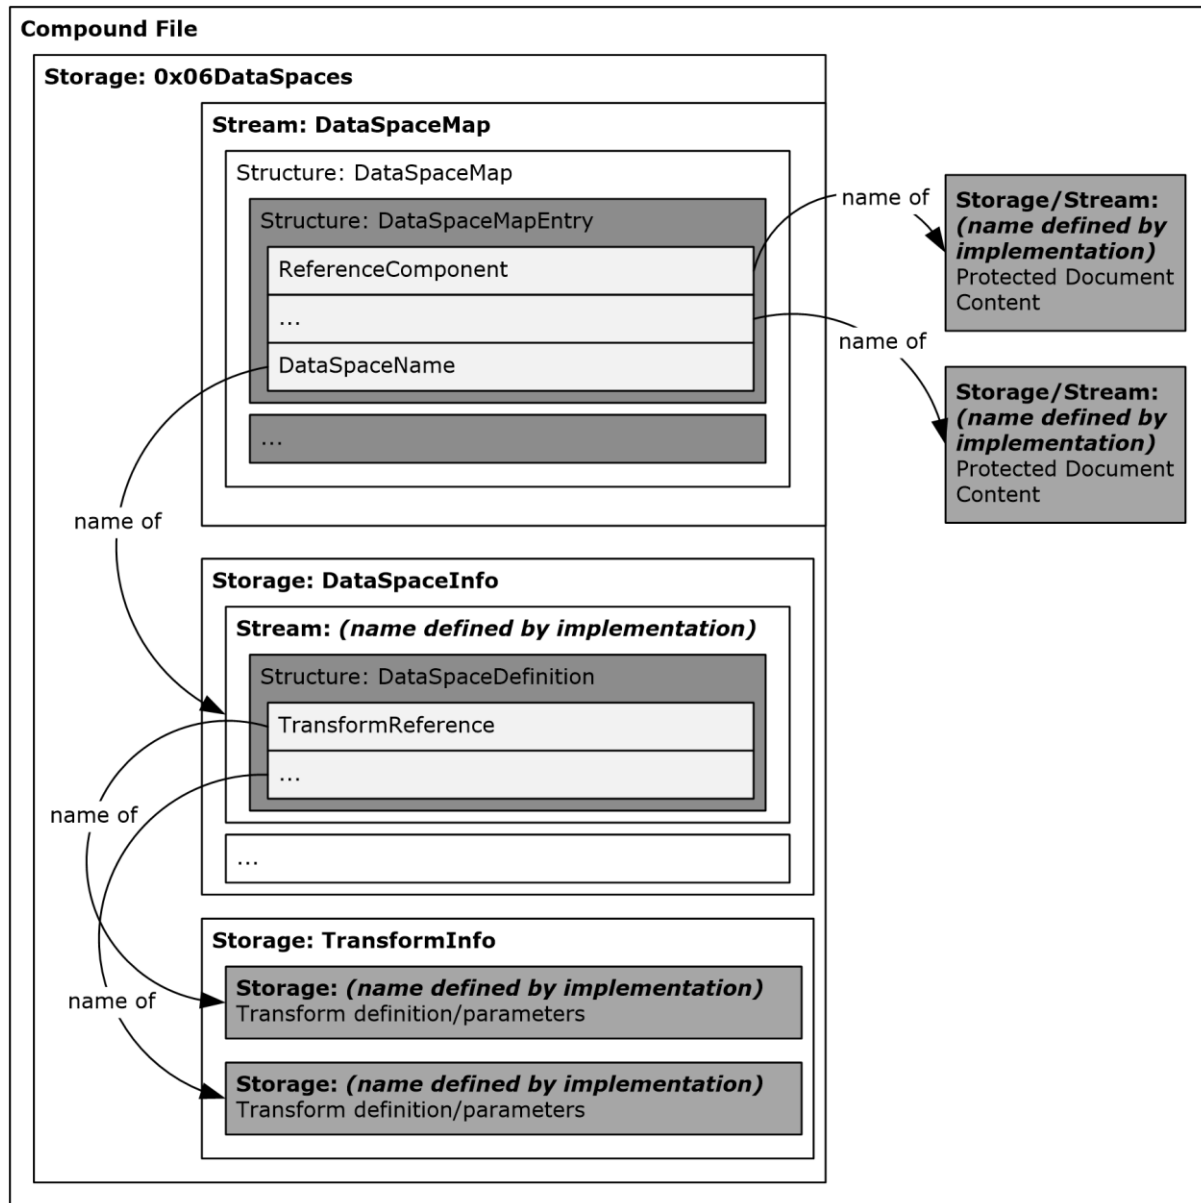 Compound File
Storage: 0x06DataSpaces
Stream: DataSpaceMap
Structure: DataSpaceMap
Structure: DataSpaceMapEntry
ReferenceComponent
...
DataSpaceName
...
name of
Storage/Stream:
(name defined by
implementation)
Protected Document
Content
name of
Storage/Stream:
(name defined by
implementation)
Protected Document
Content
name of
Storage: DataSpaceInfo
Stream: (name defined by implementation)
Structure: DataSpaceDefinition
TransformReference
...
...
name of
name of
Storage: TransformInfo
Storage: (name defined by implementation)
Transform definition/parameters
Storage: (name defined by implementation)
Transform definition/parameters